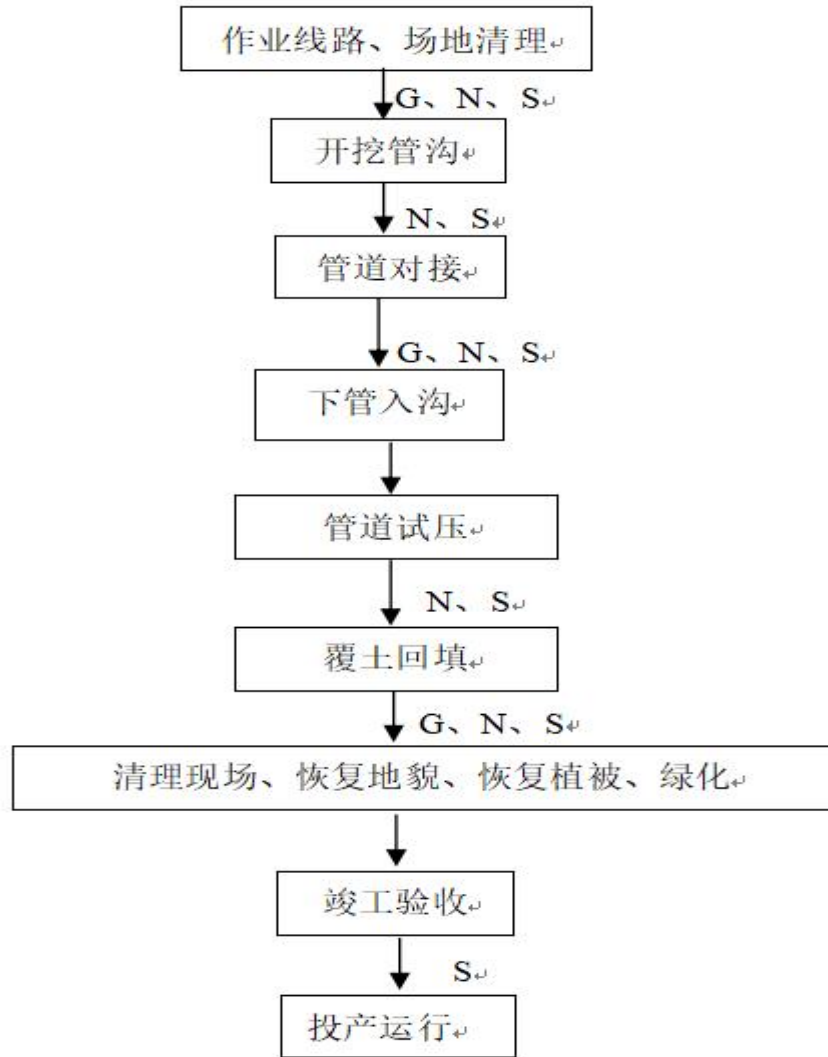 作业线路、场地清理↵
G、N、S↵
开挖管沟↵
N、S↵
管道对接↵
G、N、S↵
下管入沟↵
管道试压↵
N、S↵
覆土回填↵
G、N、S↵
清理现场、恢复地貌、恢复植被、绿化↵
竣工验收↵
S↵
投产运行↵